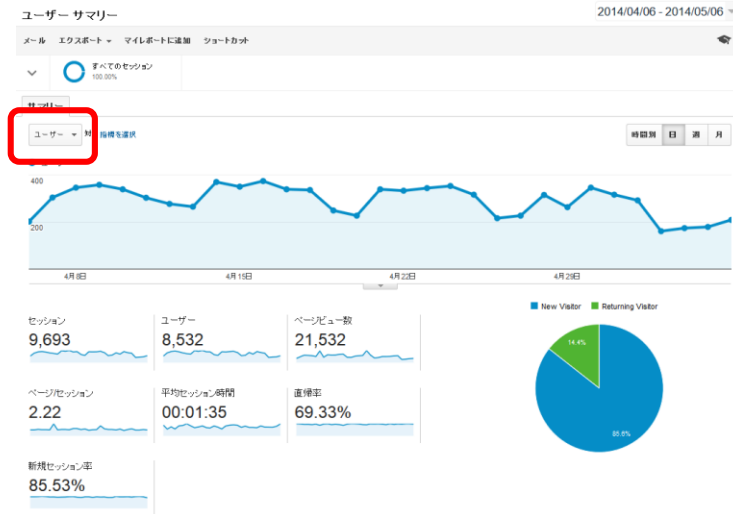 ユーザー サマリー
2014/04/06 - 2014/05/06
メール エクスポート マイレポートに追加 ショートカット
すべてのセッション
100.00%
サマリー
ユーザー 対 指標を選択
時間別 日 週 月
400
200
4月8日 4月15日 4月22日 4月29日
New Visitor Returning Visitor
セッション ユーザー ページビュー数
9,693 8,532 21,532
14.4%
ページ/セッション 平均セッション時間 直帰率
2.22 00:01:35 69.33%
85.6%
新規セッション率
85.53%